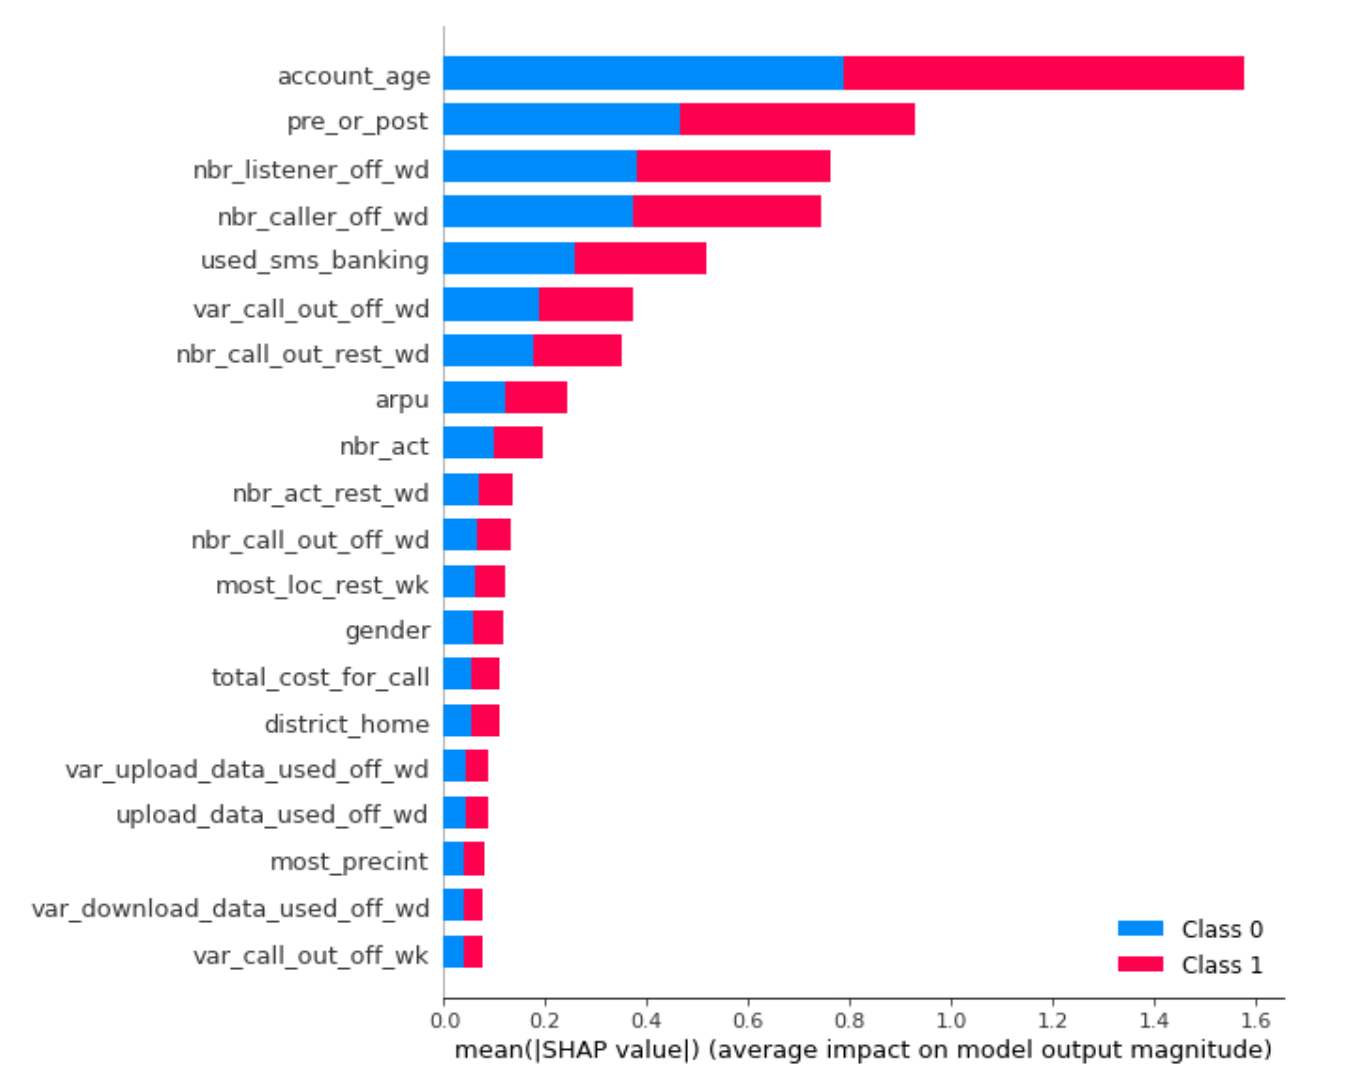 account_age
pre_or_post
nbr_listener_off_wd
nbr_caller_off_wd
used_sms_banking
var_call_out_off_wd
nbr_call_out_rest_wd
arpu
nbr_act
nbr_act_rest_wd
nbr_call_out_off_wd
most_loc_rest_wk
gender
total_cost_for_call
district_home
var_upload_data_used_off_wd
upload_data_used_off_wd
most_precint
var_download_data_used_off_wd
var_call_out_off_wk
Class 0
Class 1
0.0 0.2 0.4 0.6 0.8 1.0 1.2 1.4 1.6
mean(|SHAP value|) (average impact on model output magnitude)